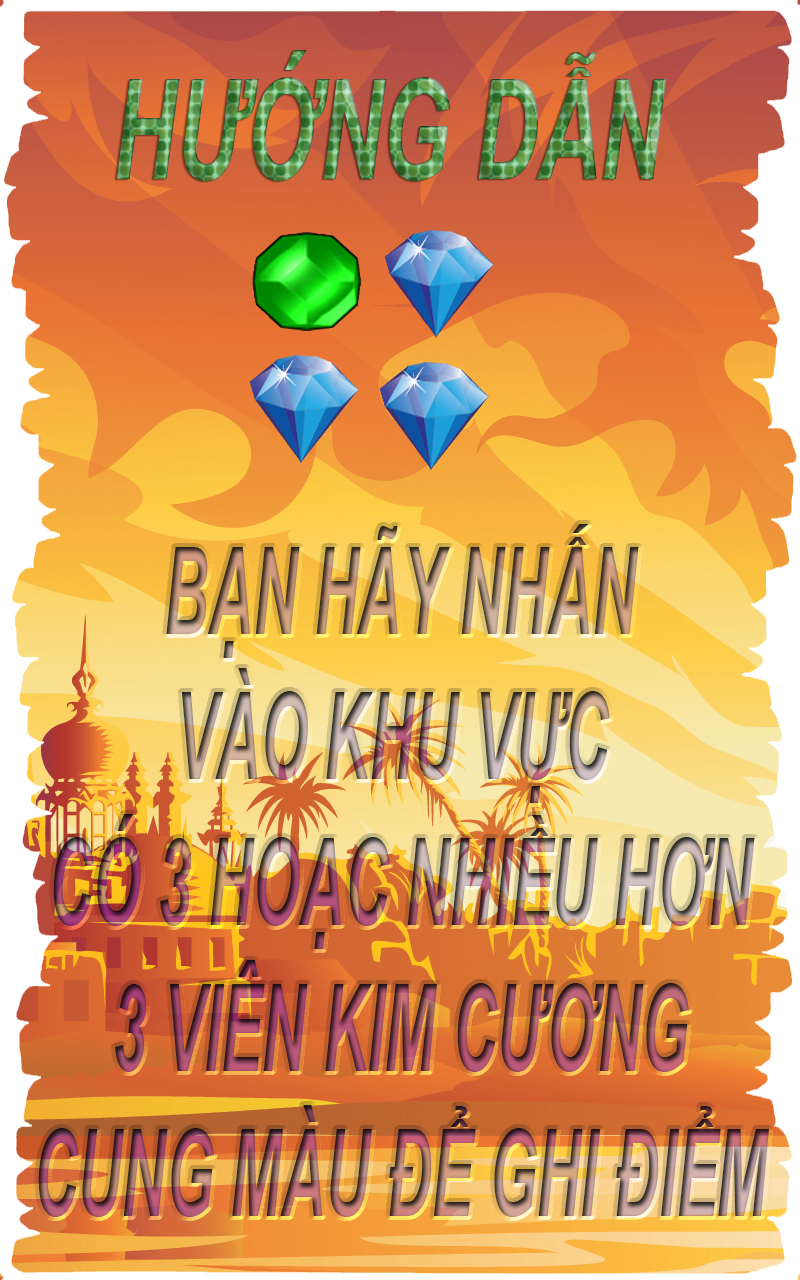 HƯỚNG DẪN
BẠN HÃY NHẤN
VÀO KHU VỰC
CÓ 3 HOẠC NHIỀU HƠN
3 VIÊN KIM CƯƠNG
CUNG MÀU ĐỂ GHI ĐIỂM